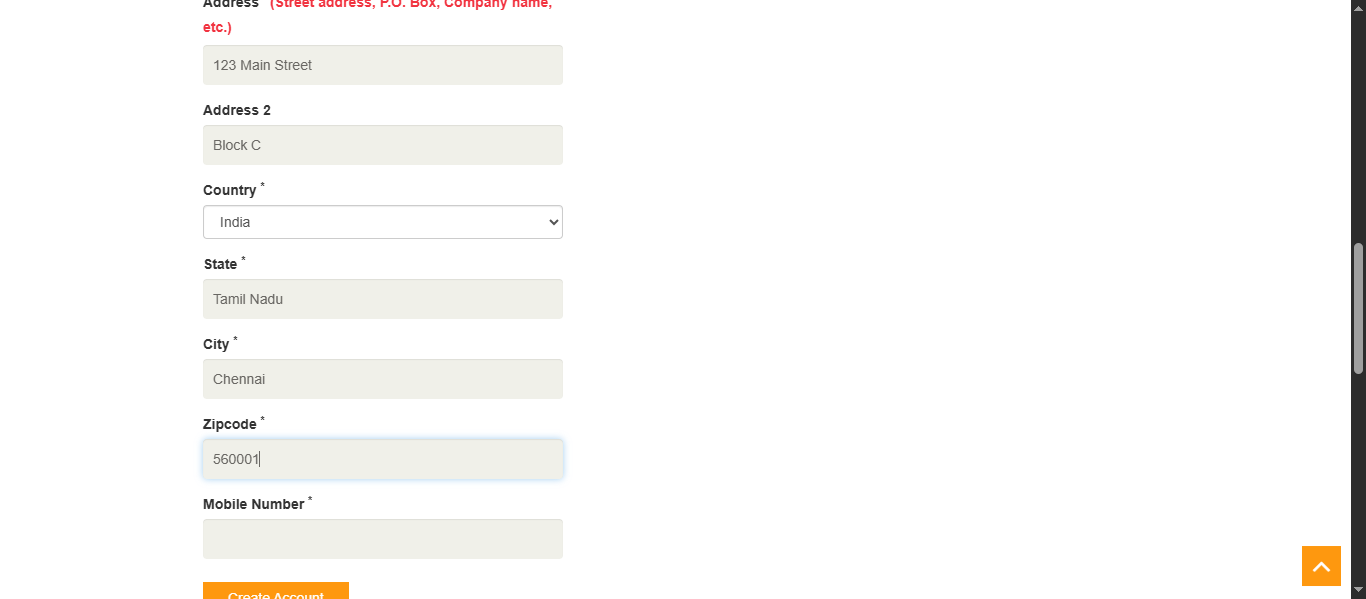 Address * (Street address, P.O. Box, Company name,
etc.)
123 Main Street
Address 2
Block C
Country *
India
State *
Tamil Nadu
City *
Chennai
Zipcode *
560001
Mobile Number *
Create Account